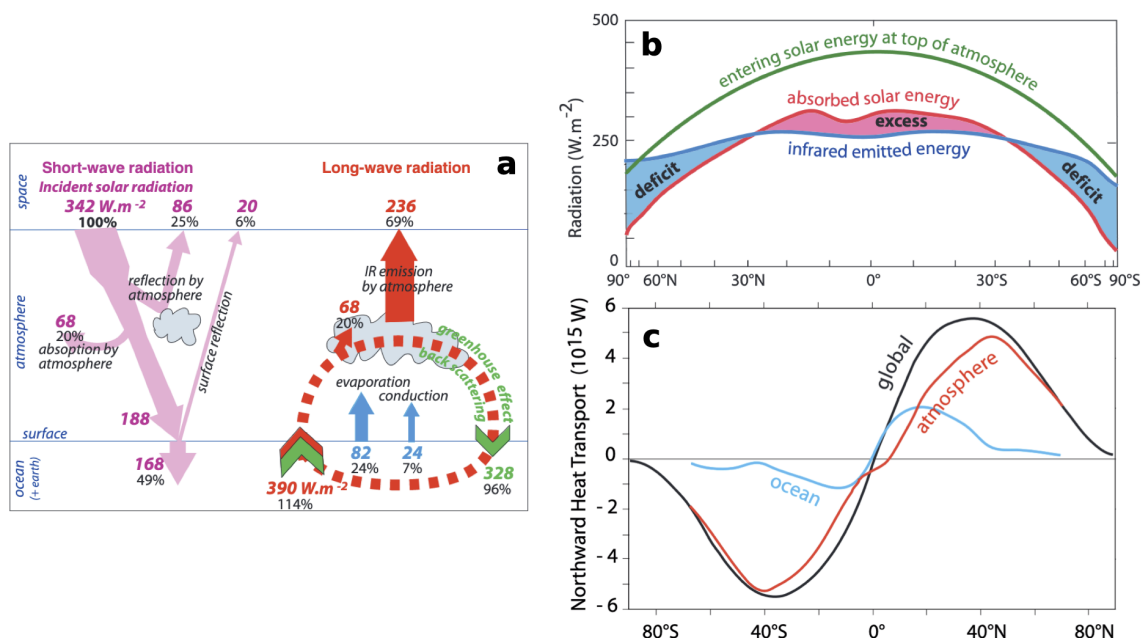 a
Short-wave radiation
Long-wave radiation
Incident solar radiation
space
342 W.m -2
86
20
236
100%
25%
6%
69%
reflection by
atmosphere
IR emission
by atmosphere
atmosphere
68
20%
absoption by
atmosphere
surface reflection
68
20%
greenhouse effect
back scattering
evaporation
conduction
188
surface
ocean
(+ earth)
168
49%
82
24%
24
7%
328
96%
390 W.m-2
114%
b
Radiation (W.m-2)
500
250
0
entering solar energy at top of atmosphere
absorbed solar energy
excess
infrared emitted energy
deficit
deficit
90° 60°N 30°N 0° 30°S 60°S 90°S
c
Northward Heat Transport (10 15 W)
6
4
2
0
-2
-4
-6
global
atmosphere
ocean
80°S 40°S 0° 40°N 80°N